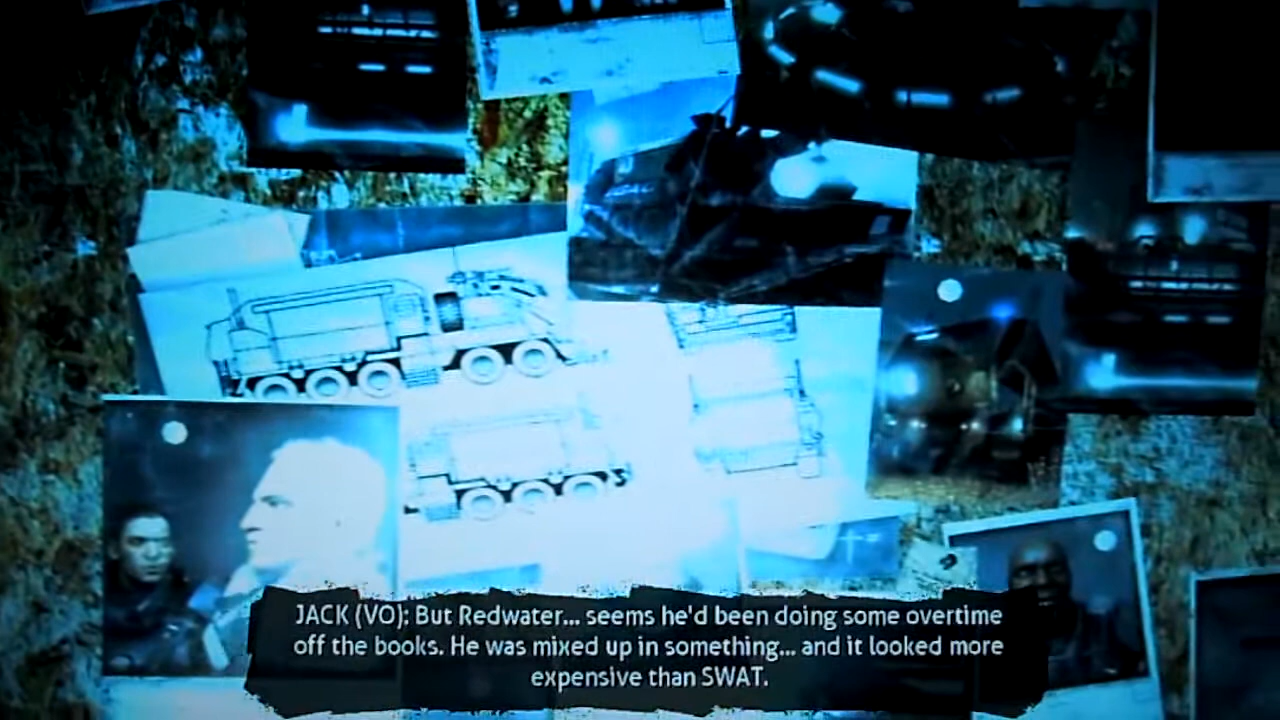 JACK (VO): But Redwater... seems he'd been doing some overtime
off the books. He was mixed up in something... and it looked more
expensive than SWAT.